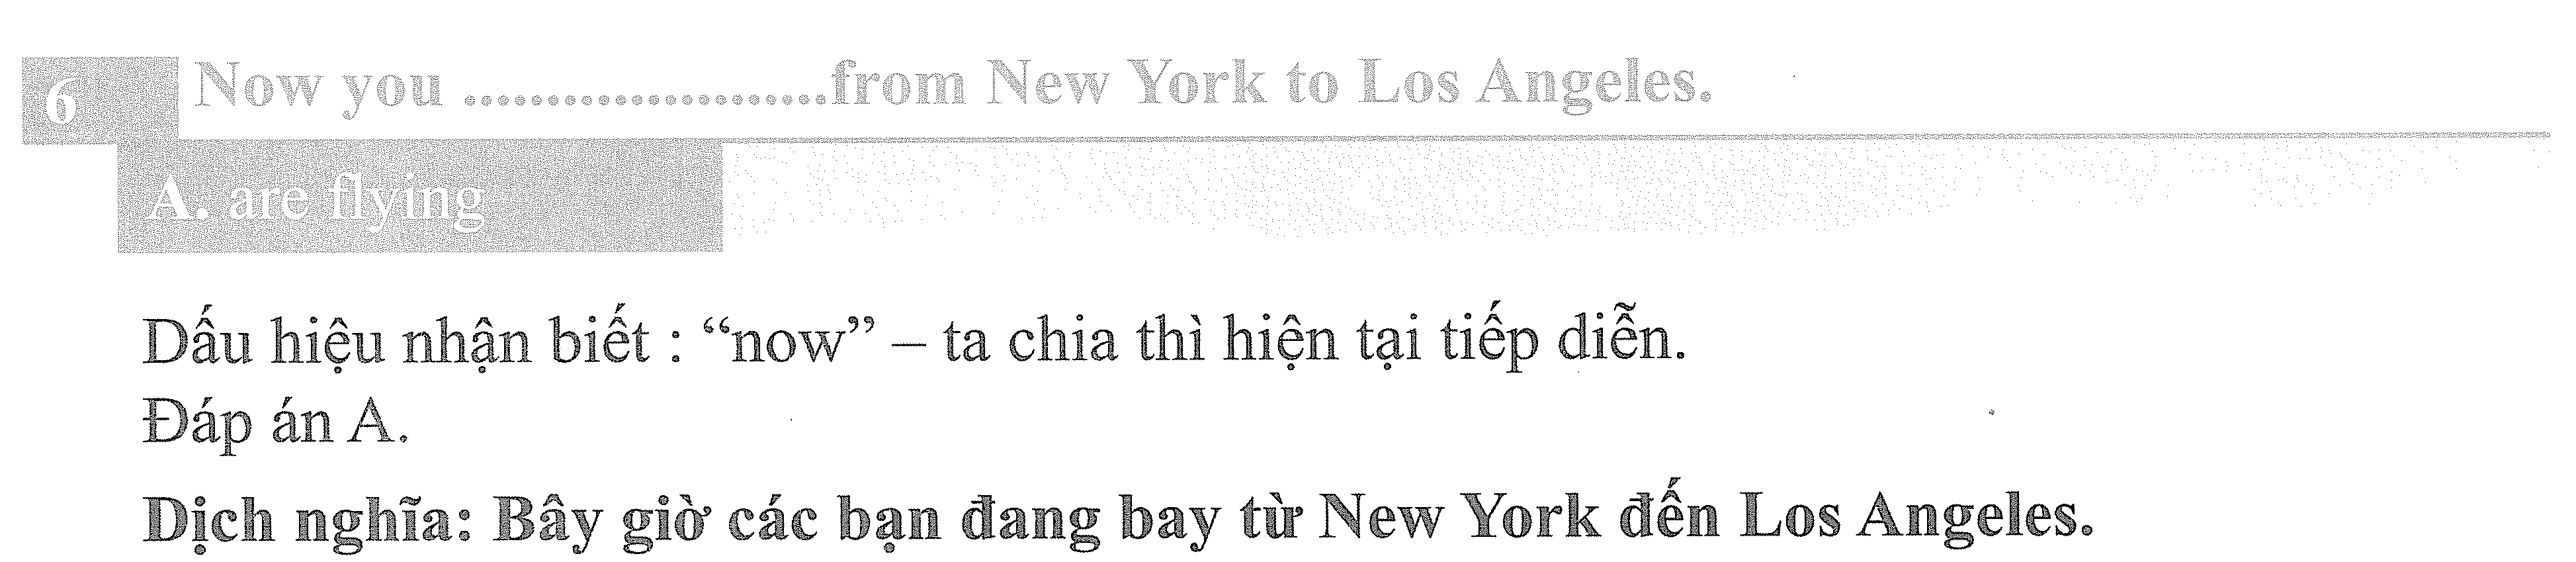 6 Now you ......................from New York to Los Angeles.
A. are flying
Dấu hiệu nhận biết : “now” – ta chia thì hiện tại tiếp diễn.
Đáp án A.
Dịch nghĩa: Bây giờ các bạn đang bay từ New York đến Los Angeles.